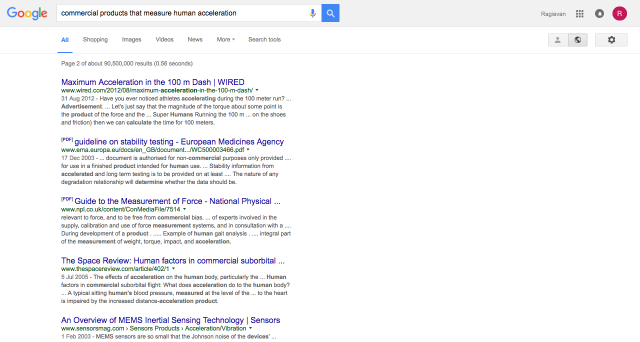 Google commercial products that measure human acceleration Ragievan R
All Shopping Images Videos News More Search tools
Page 2 of about 90,500,000 results (0.56 seconds)
Maximum Acceleration in the 100 m Dash | WIRED
www.wired.com/2012/08/maximum-acceleration-in-the-100-m-dash/
31 Aug 2012 - Have you ever noticed athletes accelerating during the 100 meter run? ...
Advertisement. ... Let's just say that the magnitude of the torque about some point is
the product of the force and the ... Super Humans Running the 100 m ... on the shoes
and friction) then we can calculate the time for 100 meters.
[PDF] guideline on stability testing - European Medicines Agency
www.ema.europa.eu/docs/en_GB/document.../WC500003466.pdf
17 Dec 2003 - ... document is authorised for non-commercial purposes only provided ....
for use in a finished product intended for human use. ... Stability information from
accelerated and long term testing is to be provided on at least .... The nature of any
degradation relationship will determine whether the data should be.
[PDF] Guide to the Measurement of Force - National Physical ...
www.npl.co.uk/content/ConMediaFile/7514
relevant to force, and to be free from commercial bias. ... of experts involved in the
supply, calibration and use of force measurement systems, and in consultation with a ....
During development of a product . ..... Example of human gait analysis . ..... integral part
of the measurement of weight, torque, impact, and acceleration.
The Space Review: Human factors in commercial suborbital ...
www.thespacereview.com/article/402/1
5 Jul 2005 - The effects of acceleration on the human body, particularly the ... Human
factors in commercial suborbital flight: What does acceleration do to the human body?
... A typical sitting human's blood pressure, measured at the level of the ... to the heart
is impaired by the increased distance-acceleration product.
An Overview of MEMS Inertial Sensing Technology | Sensors
www.sensorsmag.com › Sensors Products › Acceleration/Vibration
1 Feb 2003 - MEMS sensors are so small that the Johnson noise of the devices' ...